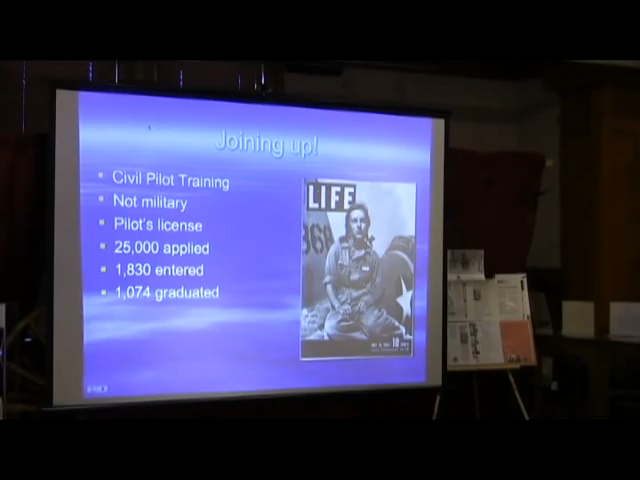 Joining up!
Civil Pilot Training
Not military
Pilot's license
25,000 applied
1,830 entered
1,074 graduated
LIFE